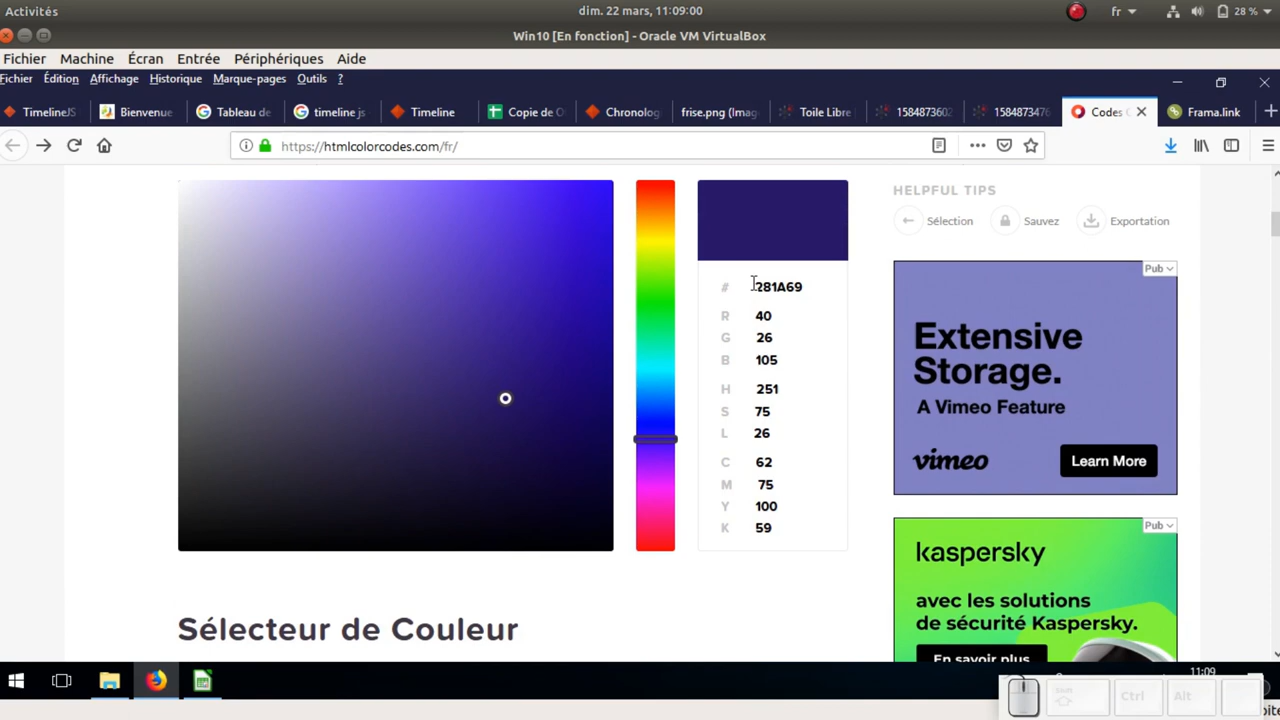 Activités
dim. 22 mars, 11:09:00
fr
28 %
Win10 [En fonction] - Oracle VM VirtualBox
Fichier Machine Écran Entrée Périphériques Aide
Fichier Édition Affichage Historique Marque-pages Outils ?
TimelineJS
Bienvenue
Tableau de
timeline js
Timeline
Copie de
Chronolog
frise.png (Imag
Toile Libre
1584873602
158487347
Codes
Frama.link
https://htmlcolorcodes.com/fr/
HELPFUL TIPS
Sélection Sauvez Exportation
# 281A69
R 40
G 26
B 105
H 251
S 75
L 26
C 62
M 75
Y 100
K 59
Pub
Extensive
Storage.
A Vimeo Feature
vimeo
Learn More
Pub
kaspersky
avec les solutions
de sécurité Kaspersky.
En savoir plus
Sélecteur de Couleur
11:09
Shift
Ctrl
Alt